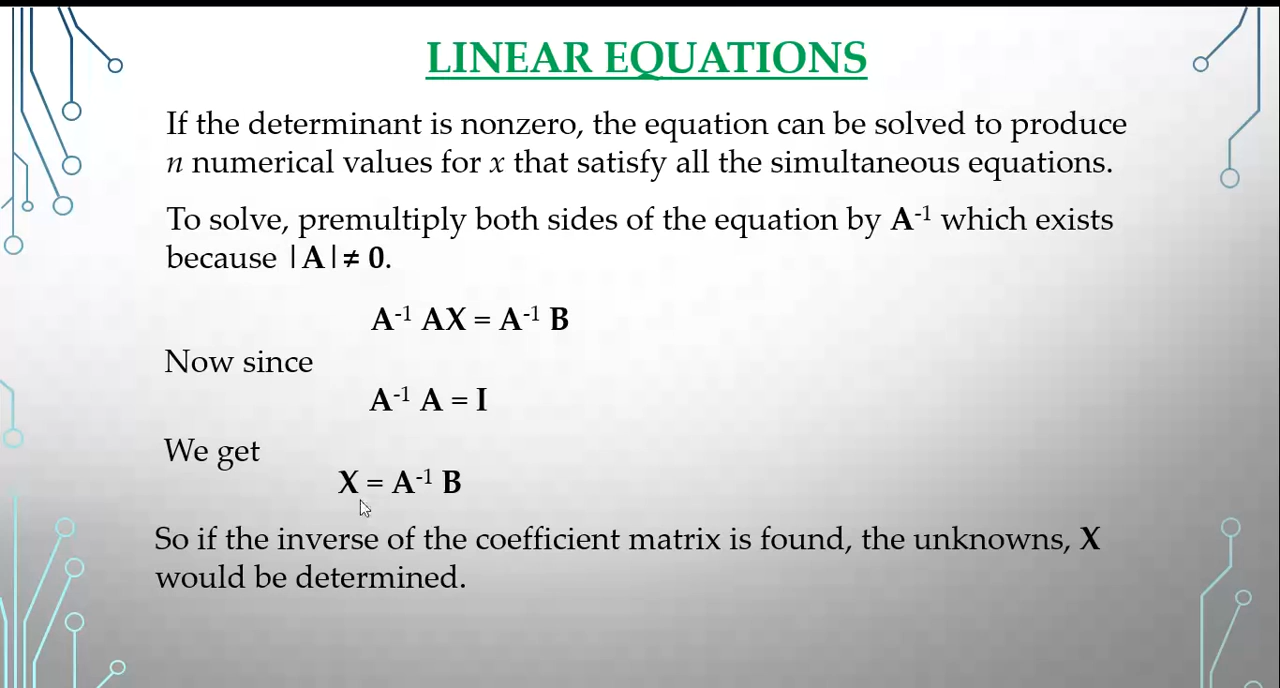 LINEAR EQUATIONS
If the determinant is nonzero, the equation can be solved to produce
n numerical values for x that satisfy all the simultaneous equations.
To solve, premultiply both sides of the equation by A⁻¹ which exists
because |A|≠ 0.
A⁻¹ AX = A⁻¹ B
Now since
A⁻¹ A = I
We get
X = A⁻¹ B
So if the inverse of the coefficient matrix is found, the unknowns, X
would be determined.